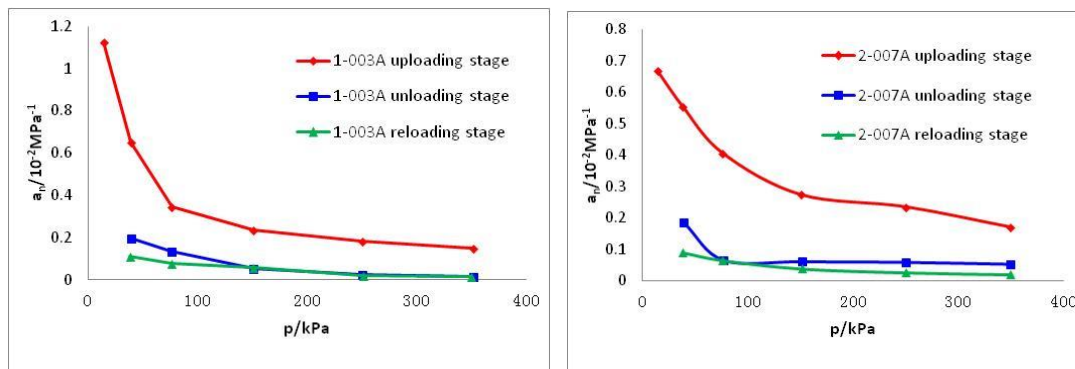 1.2
1
0.8
0.6
0.4
0.2
0
aₙ/10⁻²MPa⁻¹
1-003A uploading stage
1-003A unloading stage
1-003A reloading stage
0 100 200 300 400
p/kPa
0.8
0.7
0.6
0.5
0.4
0.3
0.2
0.1
0
aₙ/10⁻²MPa⁻¹
2-007A uploading stage
2-007A unloading stage
2-007A reloading stage
0 100 200 300 400
p/kPa